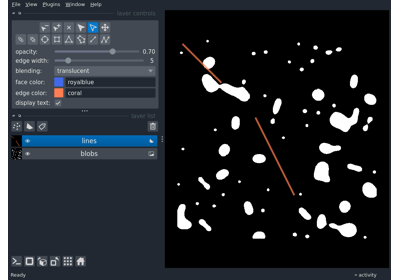 File View Plugins Window Help
layer controls
opacity: 0.70
edge width: 5
blending: translucent
face color: royalblue
edge color: coral
display text:
layer list
lines
blobs
Ready
activity